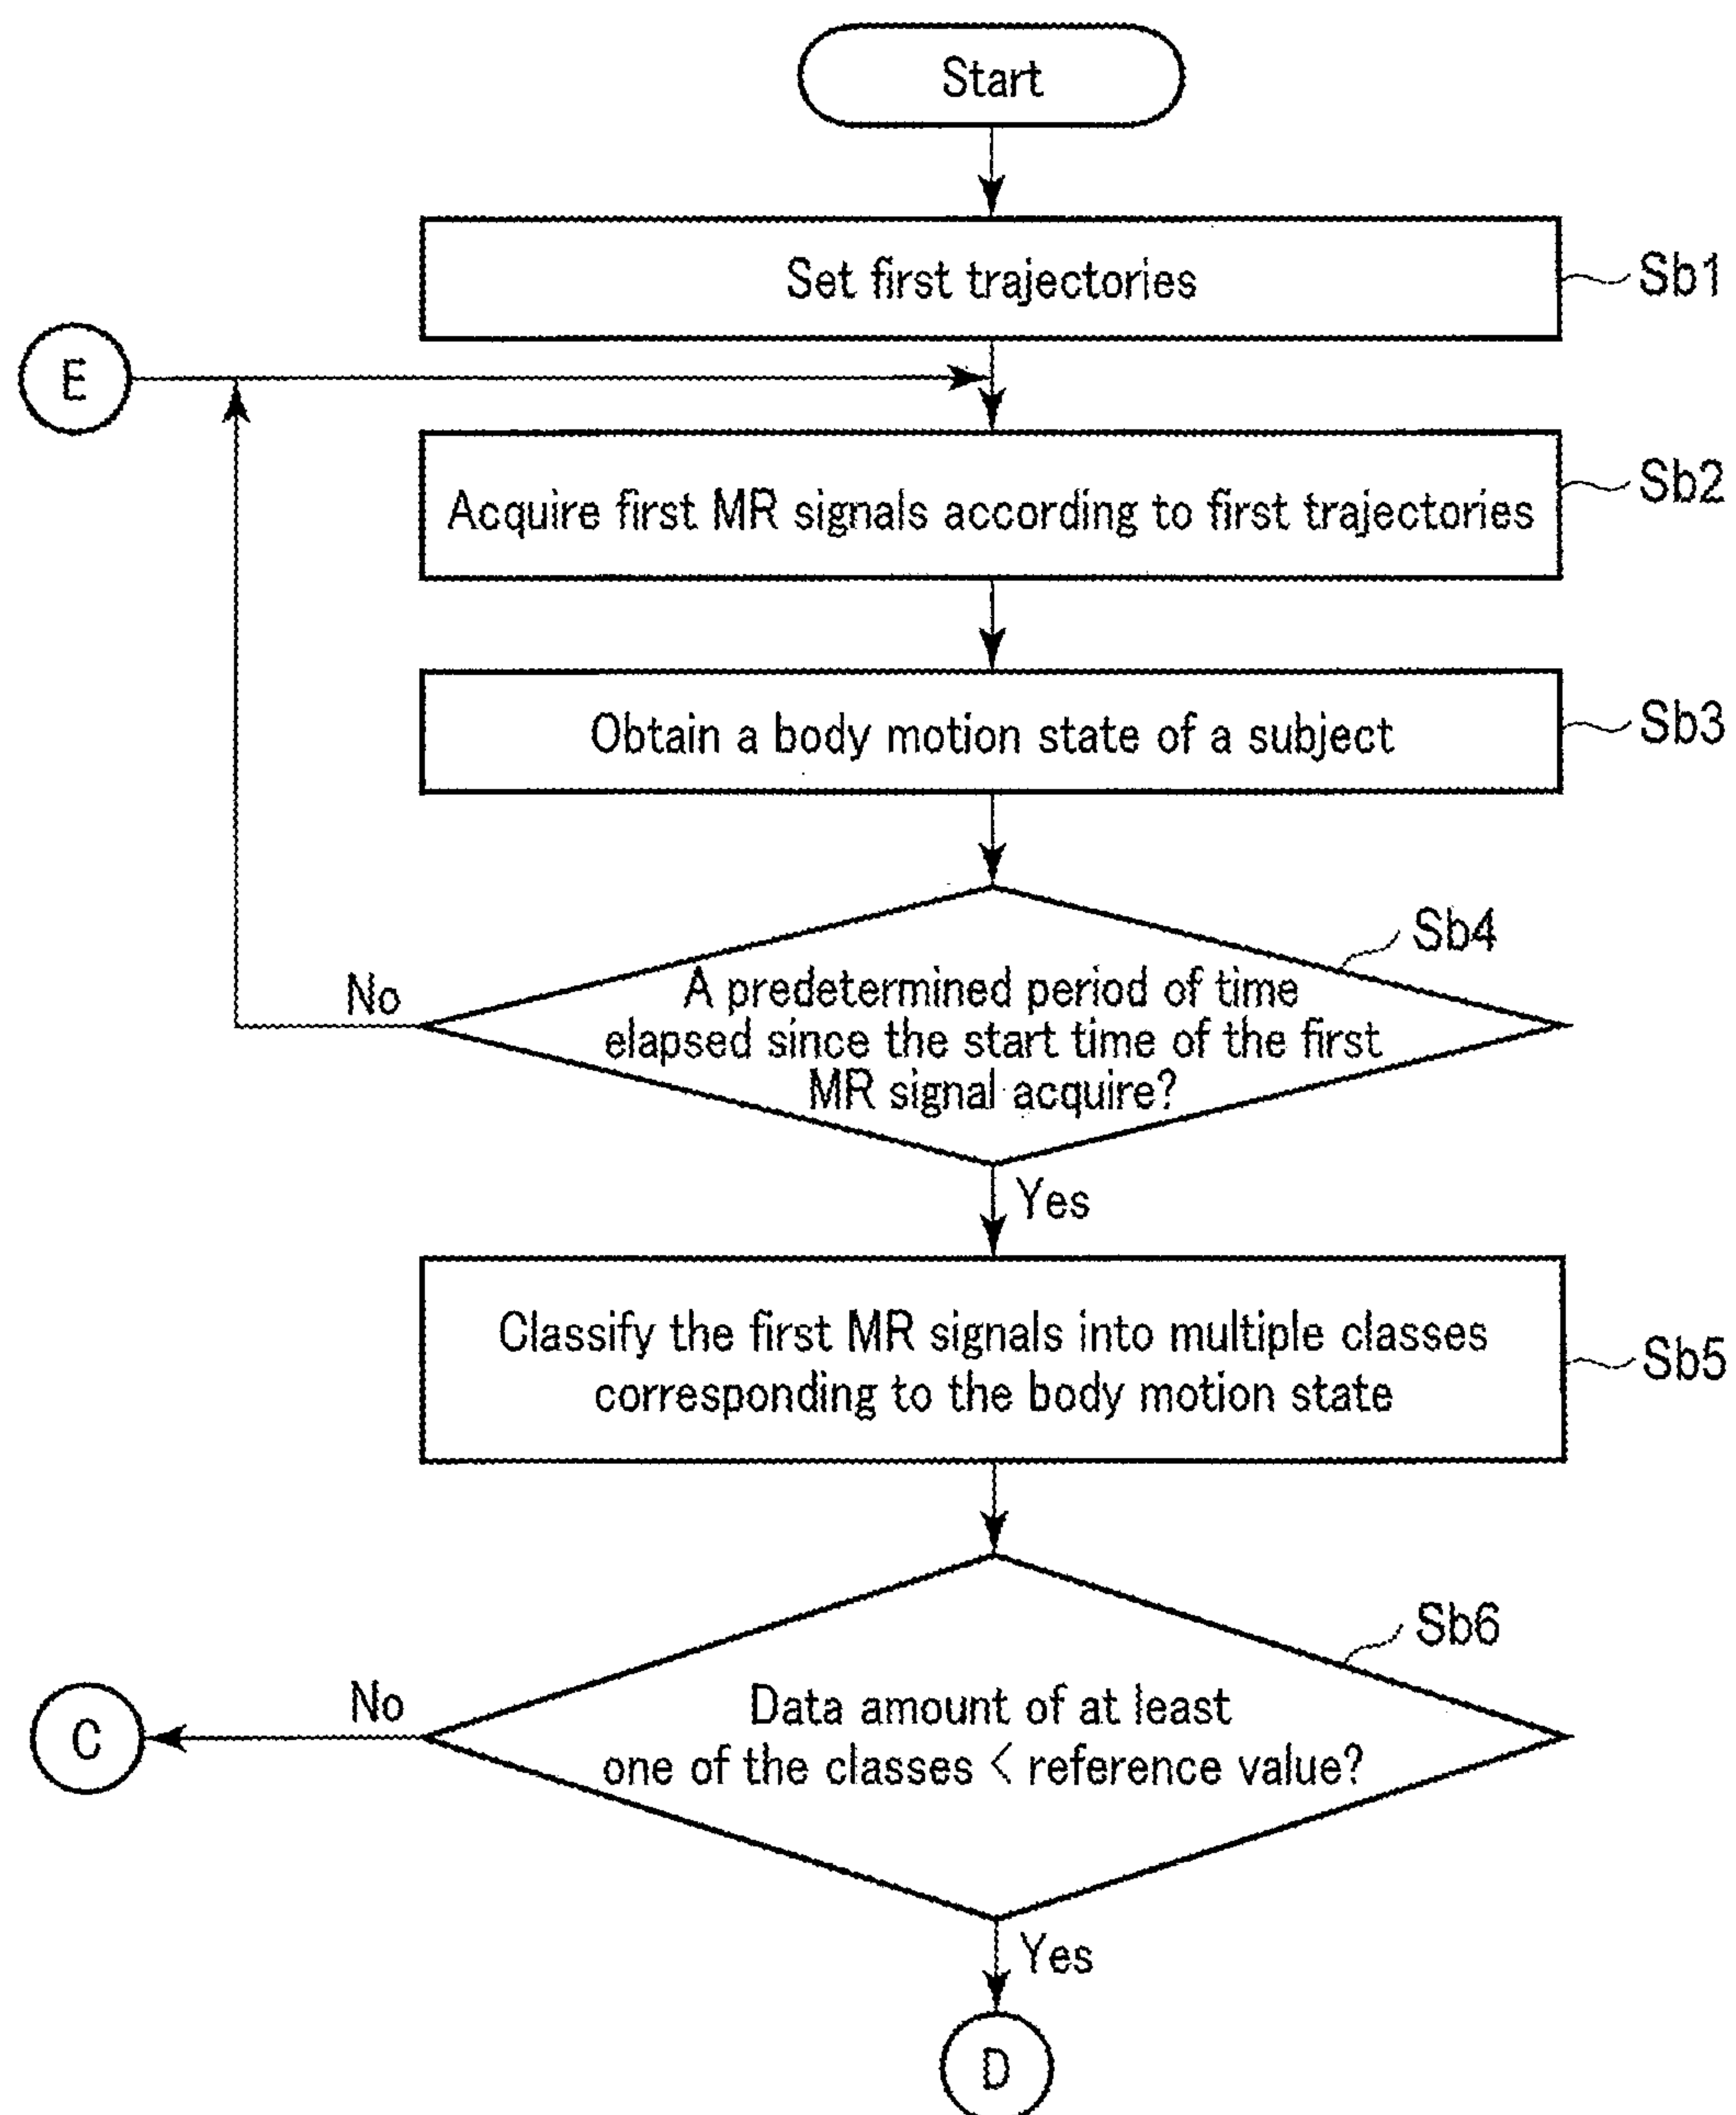 Start
Set first trajectories
Sb1
E
Acquire first MR signals according to first trajectories
Sb2
Obtain a body motion state of a subject
Sb3
Sb4
No
A predetermined period of time
elapsed since the start time of the first
MR signal acquire?
Yes
Classify the first MR signals into multiple classes
corresponding to the body motion state
Sb5
Sb6
No
C
Data amount of at least
one of the classes < reference value?
Yes
D